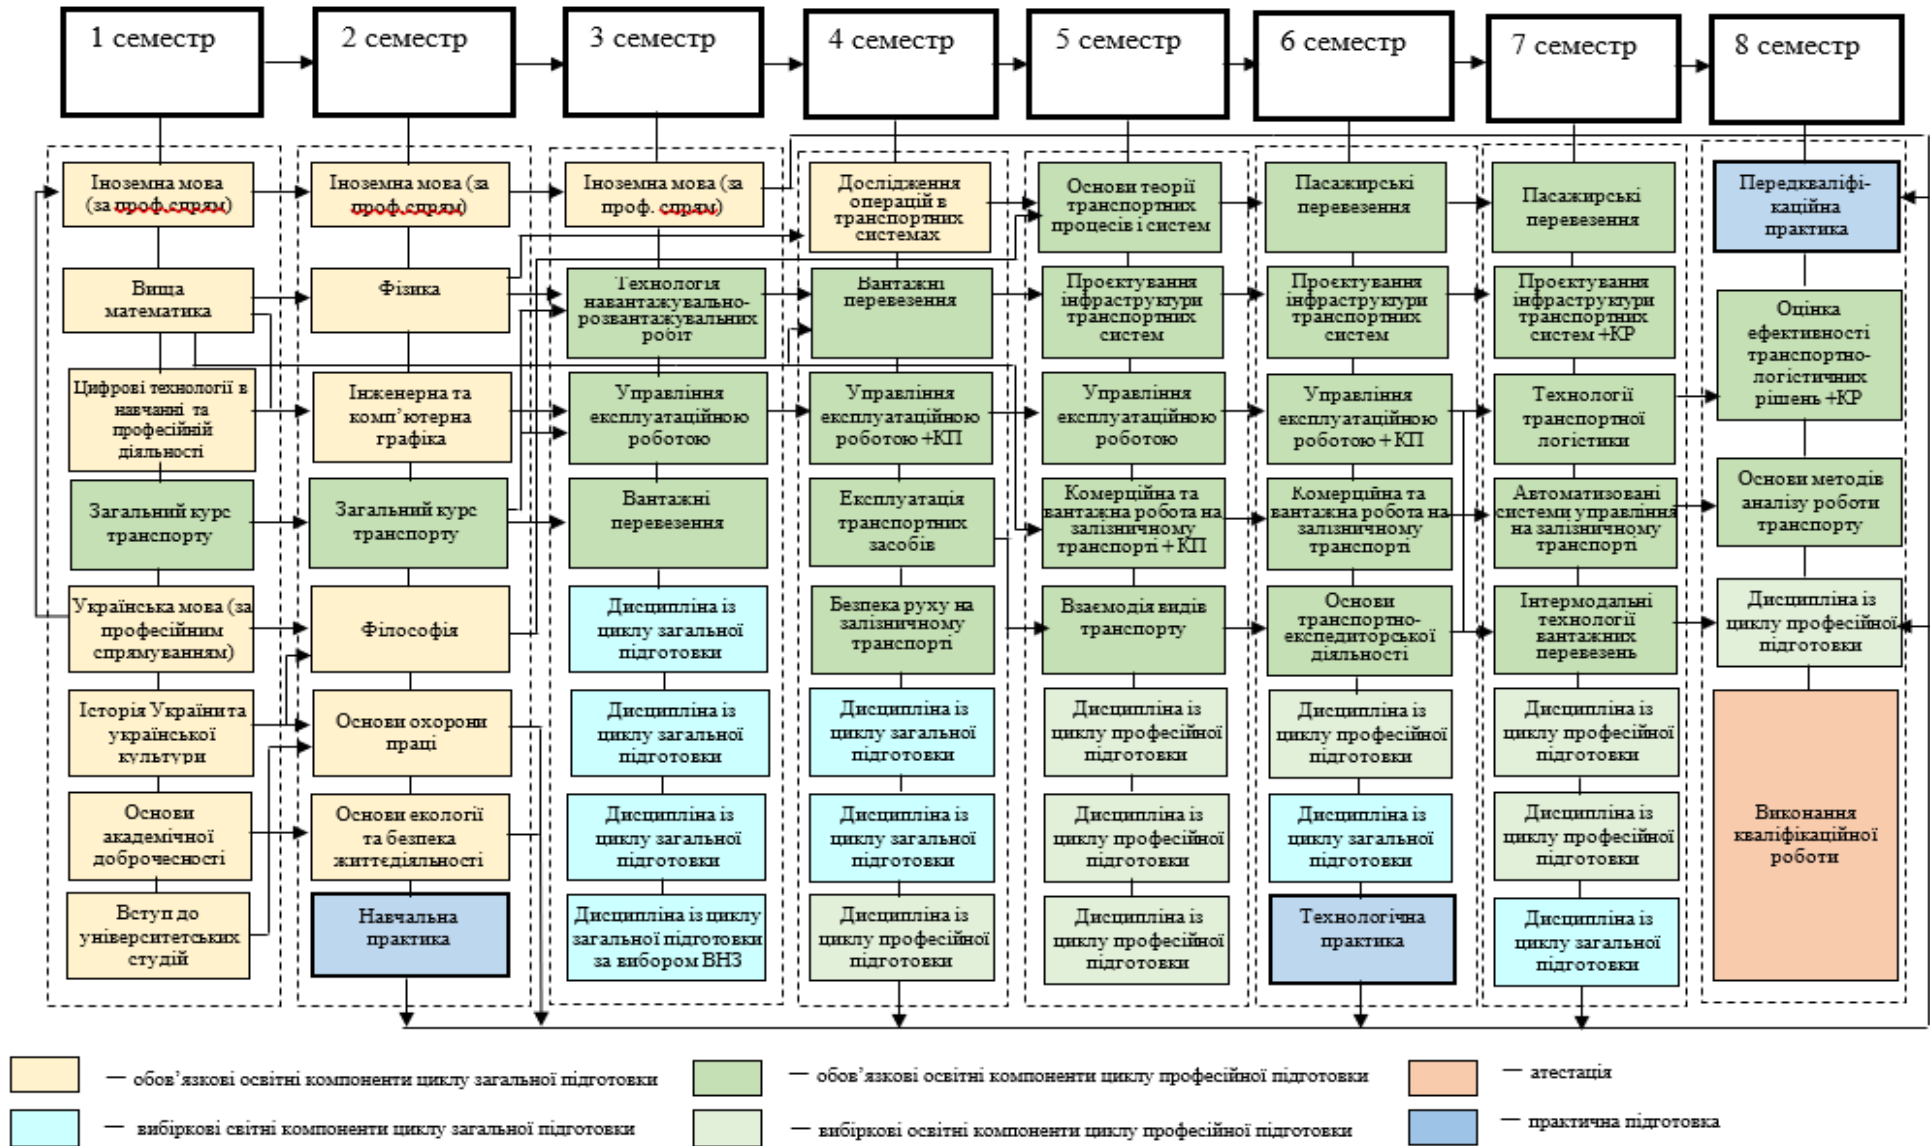 1 семестр
2 семестр
3 семестр
4 семестр
5 семестр
6 семестр
7 семестр
8 семестр
Іноземна мова
(за проф.спрям)
Вища
математика
Цифрові технології в
навчанні та
професійній
діяльності
Загальний курс
транспорту
Українська мова (за
професійним
спрямуванням)
Історія України та
української
культури
Основи
академічної
доброчесності
Вступ до
університетських
студій
Іноземна мова (за
проф.спрям)
Фізика
Інженерна та
комп’ютерна
графіка
Загальний курс
транспорту
Філософія
Основи охорони
праці
Основи екології
та безпека
життєдіяльності
Навчальна
практика
Іноземна мова (за
проф. спрям)
Технологія
навантажувально-
розвантажувальних
робіт
Управління
експлуатаційною
роботою
Вантажні
перевезення
Дисципліна із
циклу загальної
підготовки
Дисципліна із
циклу загальної
підготовки
Дисципліна із
циклу загальної
підготовки
Дисципліна із циклу
загальної підготовки
за вибором ВНЗ
Дослідження
операцій в
транспортних
системах
Вантажні
перевезення
Управління
експлуатаційною
роботою +КП
Експлуатація
транспортних
засобів
Безпека руху на
залізничному
транспорті
Дисципліна із
циклу загальної
підготовки
Дисципліна із
циклу загальної
підготовки
Дисципліна із
циклу професійної
підготовки
Основи теорії
транспортних
процесів і систем
Проєктування
інфраструктури
транспортних
систем
Управління
експлуатаційною
роботою
Комерційна та
вантажна робота на
залізничному
транспорті + КП
Взаємодія видів
транспорту
Дисципліна із
циклу професійної
підготовки
Дисципліна із
циклу професійної
підготовки
Дисципліна із
циклу професійної
підготовки
Пасажирські
перевезення
Проєктування
інфраструктури
транспортних
систем
Управління
експлуатаційною
роботою + КП
Комерційна та
вантажна робота на
залізничному
транспорті
Основи
транспортно-
експедиторської
діяльності
Дисципліна із
циклу професійної
підготовки
Дисципліна із
циклу загальної
підготовки
Технологічна
практика
Пасажирські
перевезення
Проєктування
інфраструктури
транспортних
систем +КР
Технології
транспортної
логістики
Автоматизовані
системи управління
на залізничному
транспорті
Інтермодальні
технології
вантажних
перевезень
Дисципліна із
циклу професійної
підготовки
Дисципліна із
циклу професійної
підготовки
Дисципліна із
циклу загальної
підготовки
Передкваліфі-
каційна
практика
Оцінка
ефективності
транспортно-
логістичних
рішень +КР
Основи методів
аналізу роботи
транспорту
Дисципліна із
циклу професійної
підготовки
Виконання
кваліфікаційної
роботи
— обов’язкові освітні компоненти циклу загальної підготовки
— обов’язкові освітні компоненти циклу професійної підготовки
— атестація
— вибіркові світні компоненти циклу загальної підготовки
— вибіркові освітні компоненти циклу професійної підготовки
— практична підготовка